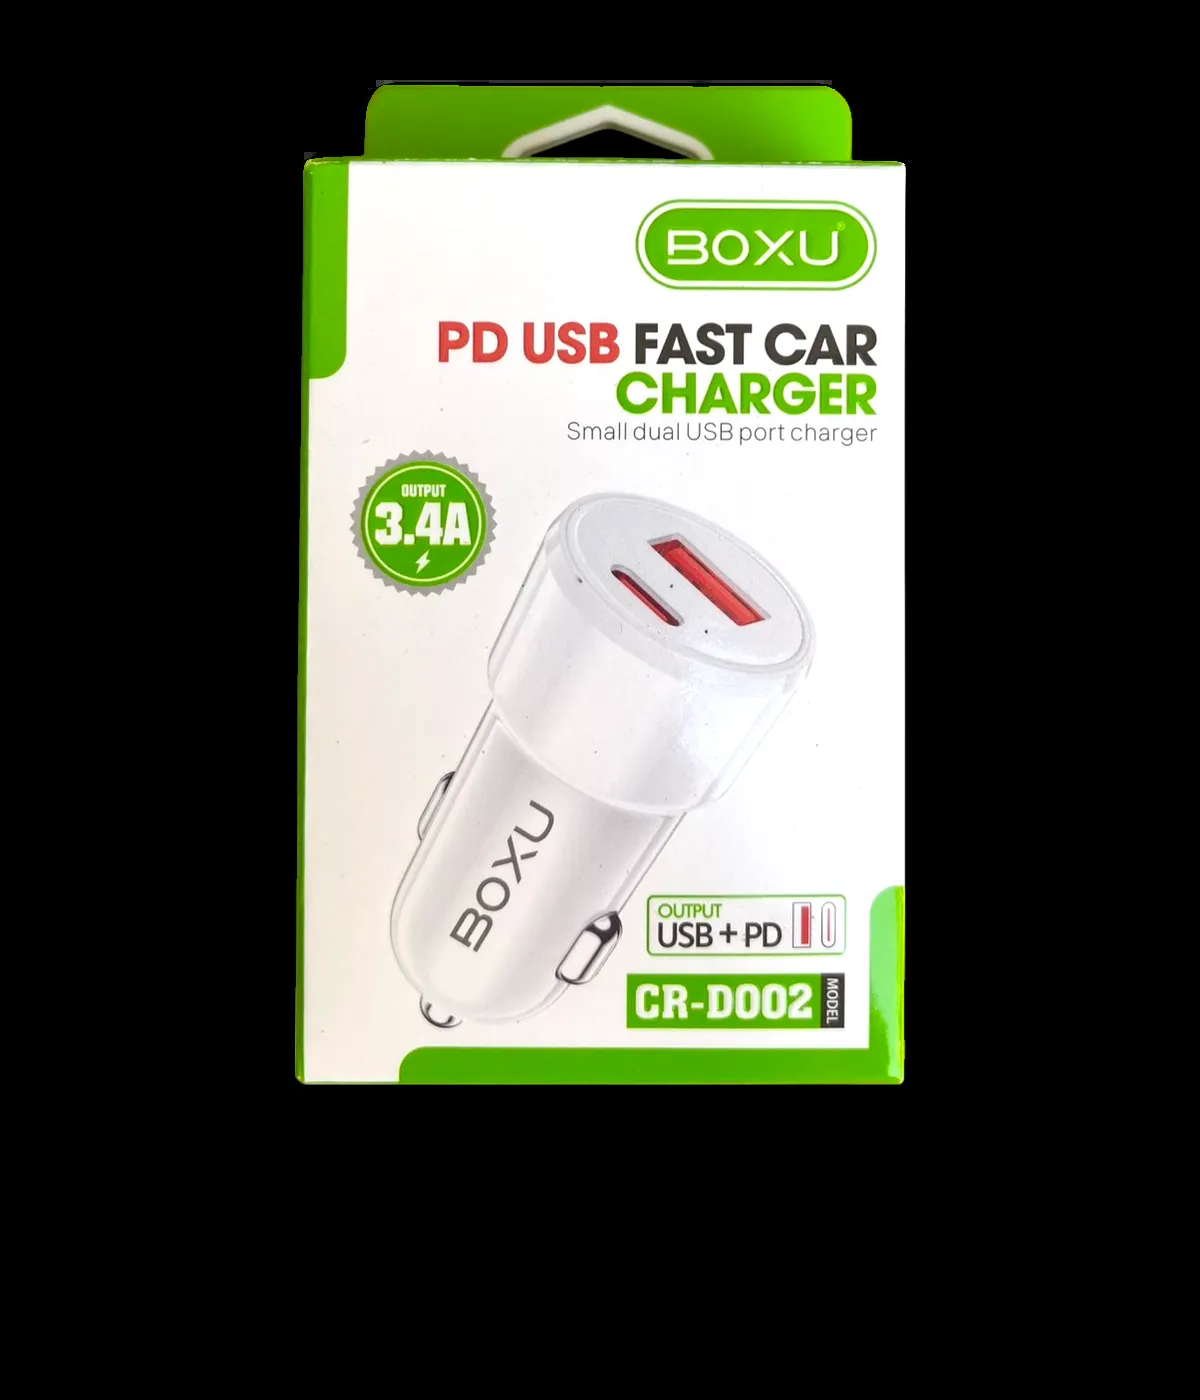 BOXU®
PD USB FAST CAR
CHARGER
Small dual USB port charger
OUTPUT
3.4A
BOXU
OUTPUT
USB + PD
CR-D002
MODEL